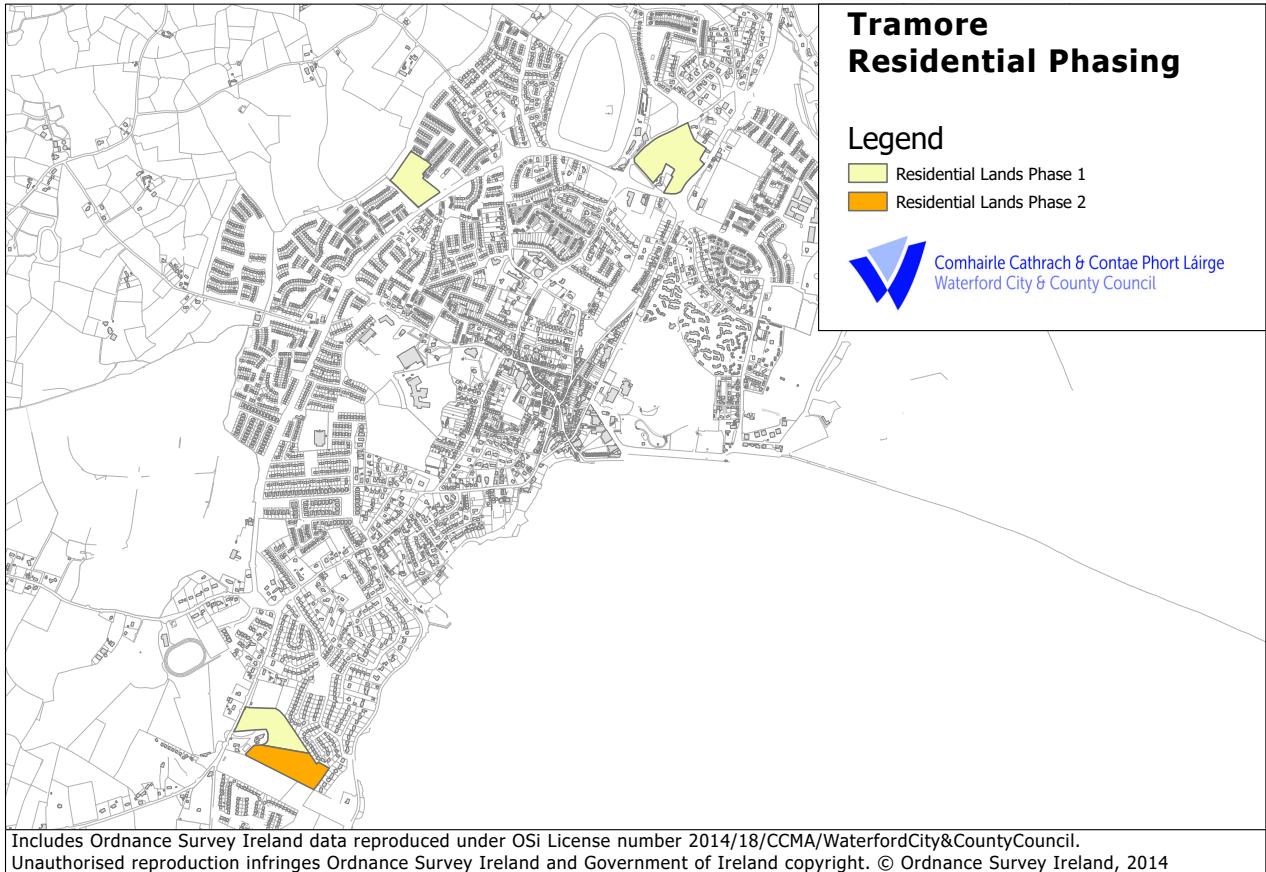 Tramore
Residential Phasing
Legend
Residential Lands Phase 1
Residential Lands Phase 2
Comhairle Cathrach & Contae Phort Láirge
Waterford City & County Council
Includes Ordnance Survey Ireland data reproduced under OSi License number 2014/18/CCMA/WaterfordCity&CountyCouncil.
Unauthorised reproduction infringes Ordnance Survey Ireland and Government of Ireland copyright. © Ordnance Survey Ireland, 2014